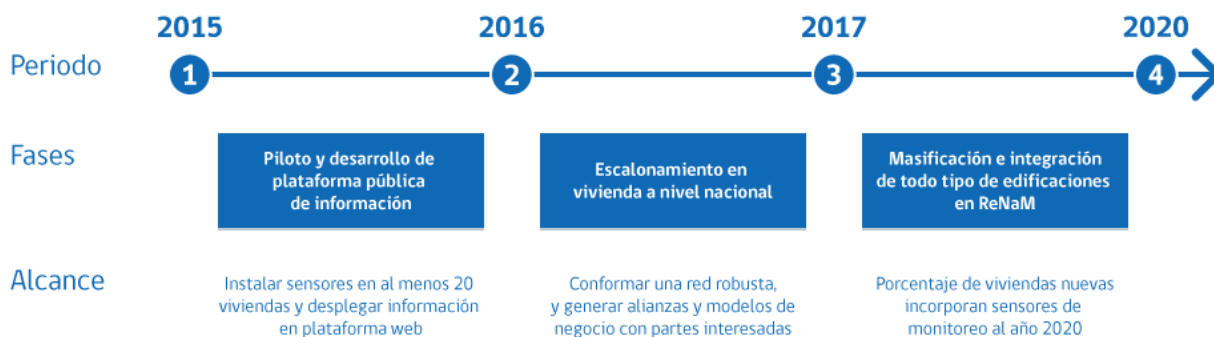 2015 2016 2017 2020
Periodo 1 2 3 4
Fases
Piloto y desarrollo de
plataforma pública
de información
Escalonamiento en
vivienda a nivel nacional
Masificación e integración
de todo tipo de edificaciones
en ReNaM
Alcance
Instalar sensores en al menos 20
viviendas y desplegar información
en plataforma web
Conformar una red robusta,
y generar alianzas y modelos de
negocio con partes interesadas
Porcentaje de viviendas nuevas
incorporan sensores de
monitoreo al año 2020